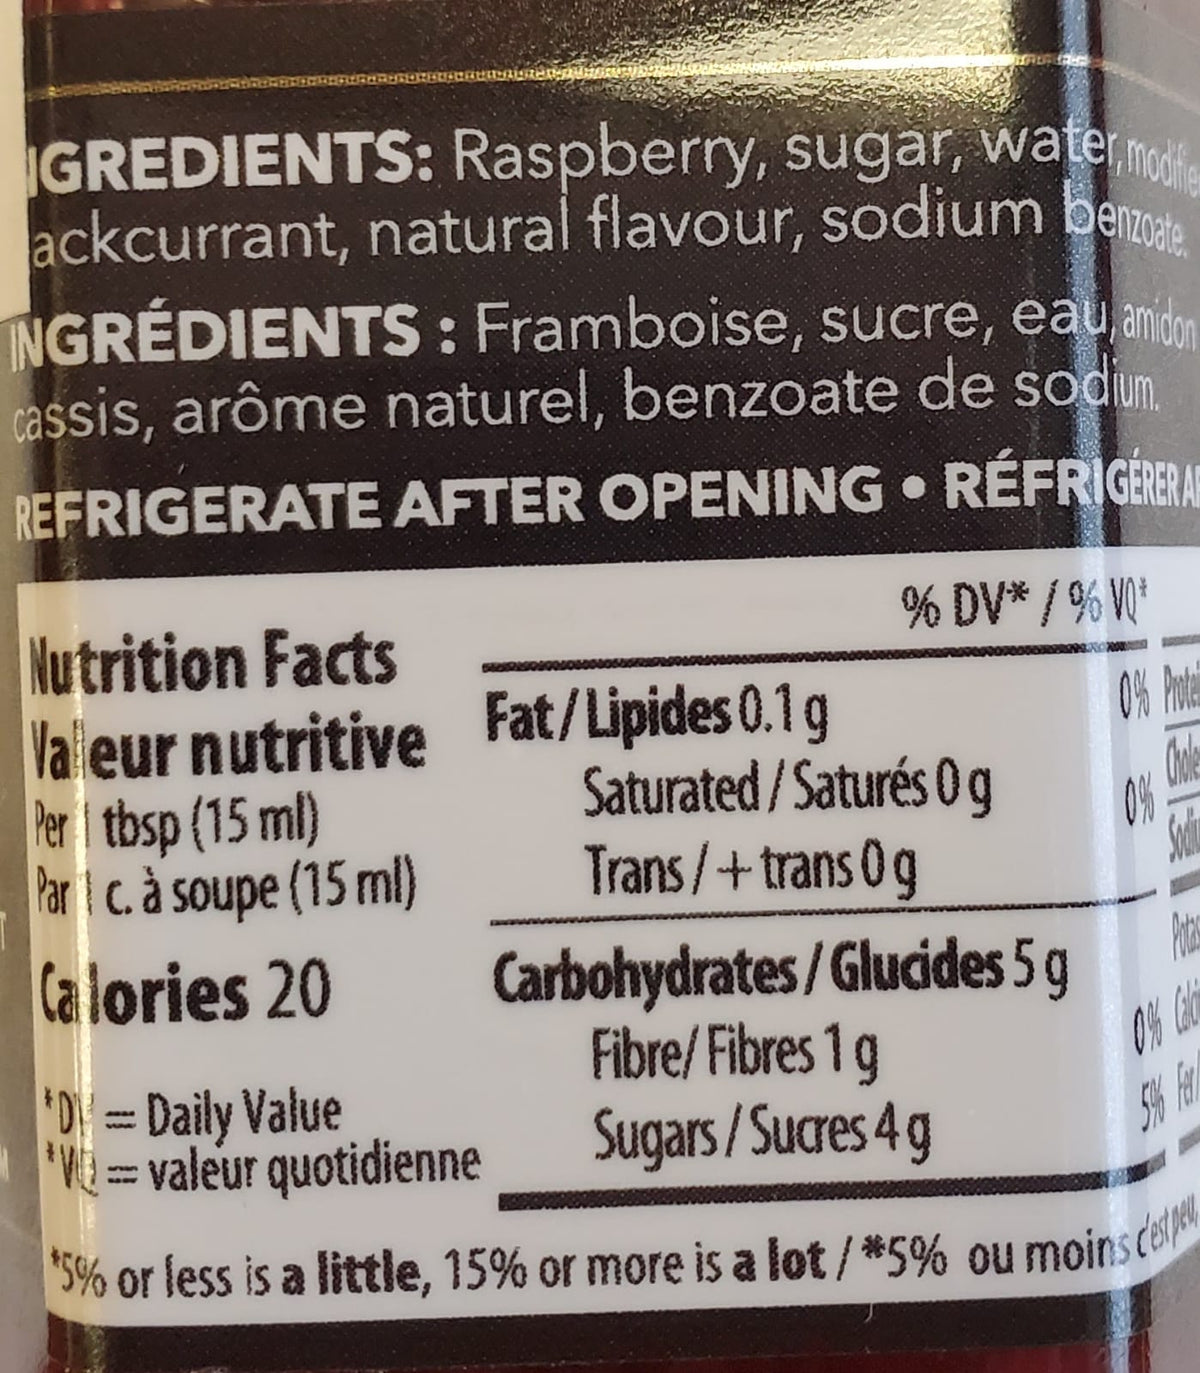 INGREDIENTS: Raspberry, sugar, water,
ackcurrant, natural flavour, sodium benzoate.
INGRÉDIENTS : Framboise, sucre, eau, amidon
cassis, arôme naturel, benzoate de sodium.
REFRIGERATE AFTER OPENING • RÉFRIGÉRER
Nutrition Facts
Valeur nutritive
Per 1 tbsp (15 ml)
Par 1 c. à soupe (15 ml)
Calories 20
*DV = Daily Value
*VQ = valeur quotidienne
% DV* / % VQ*
Fat / Lipides 0.1 g 0%
Saturated / Saturés 0 g 0%
Trans / + trans 0 g
Carbohydrates / Glucides 5 g
Fibre/ Fibres 1 g 0%
Sugars / Sucres 4 g 5%
*5% or less is a little, 15% or more is a lot / *5% ou moins c'est peu,
Fer/